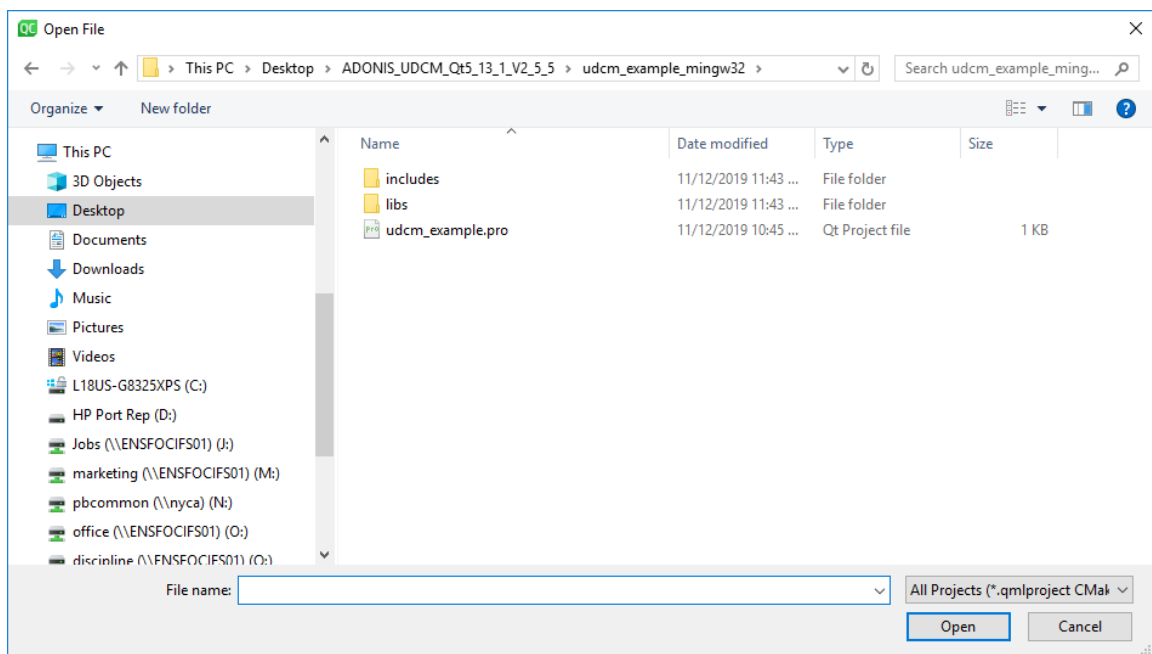 QC Open File
This PC > Desktop > ADONIS_UDCM_Qt5_13_1_V2_5_5 > udcm_example_mingw32 >
Search udcm_example_ming...
Organize
New folder
?
This PC
3D Objects
Desktop
Documents
Downloads
Music
Pictures
Videos
L18US-G8325XPS (C:)
HP Port Rep (D:)
Jobs (\\ENSFOCIFS01) (J:)
marketing (\\ENSFOCIFS01) (M:)
pbcommon (\\nyca) (N:)
office (\\ENSFOCIFS01) (O:)
discipline (\\ENSFOCIFS01) (Q:)
Name Date modified Type Size
includes 11/12/2019 11:43 ... File folder
libs 11/12/2019 11:43 ... File folder
udcm_example.pro 11/12/2019 10:45 ... Qt Project file 1 KB
File name:
All Projects (*.qmlproject CMak
Open Cancel